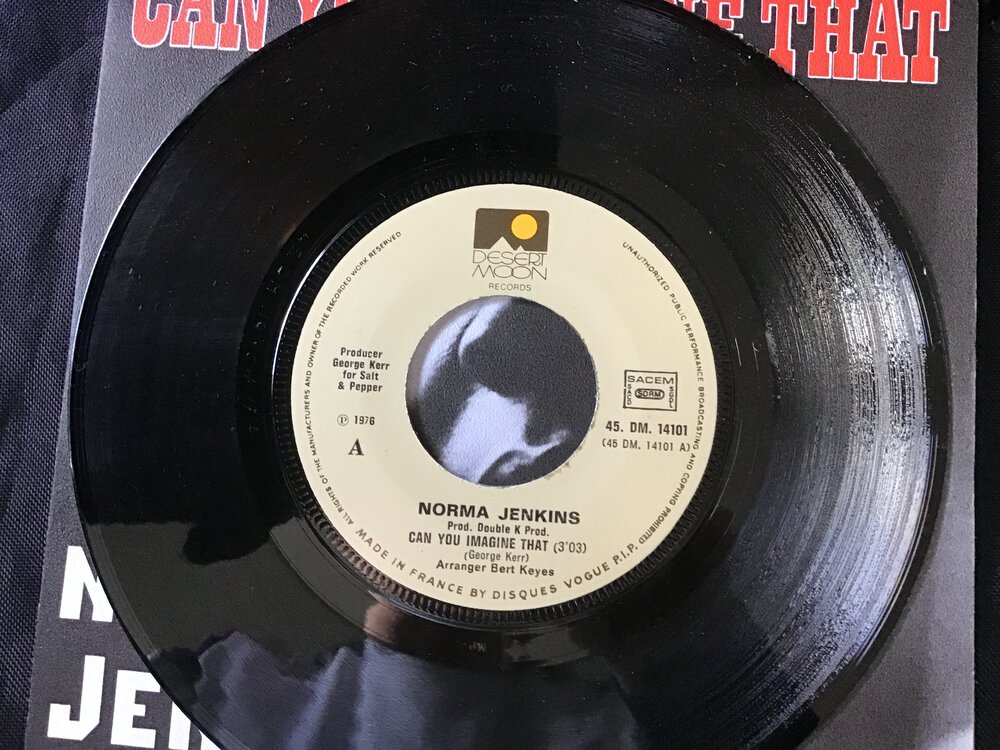 CAN
THAT
DESERT
MOON
RECORDS
ALL RIGHTS OF THE MANUFACTURERS AND OWNER OF THE RECORDED WORK RESERVED
UNAUTHORIZED PUBLIC PERFORMANCE BROADCASTING AND COPYING PROHIBITED
Producer
George Kerr
for Salt
& Pepper
℗ 1976
A
SACEM
SDRM
45. DM. 14101
(45 DM. 14101 A)
NORMA JENKINS
Prod. Double K Prod.
CAN YOU IMAGINE THAT (3'03)
(George Kerr)
Arranger Bert Keyes
MADE IN FRANCE BY DISQUES VOGUE P.I.P.